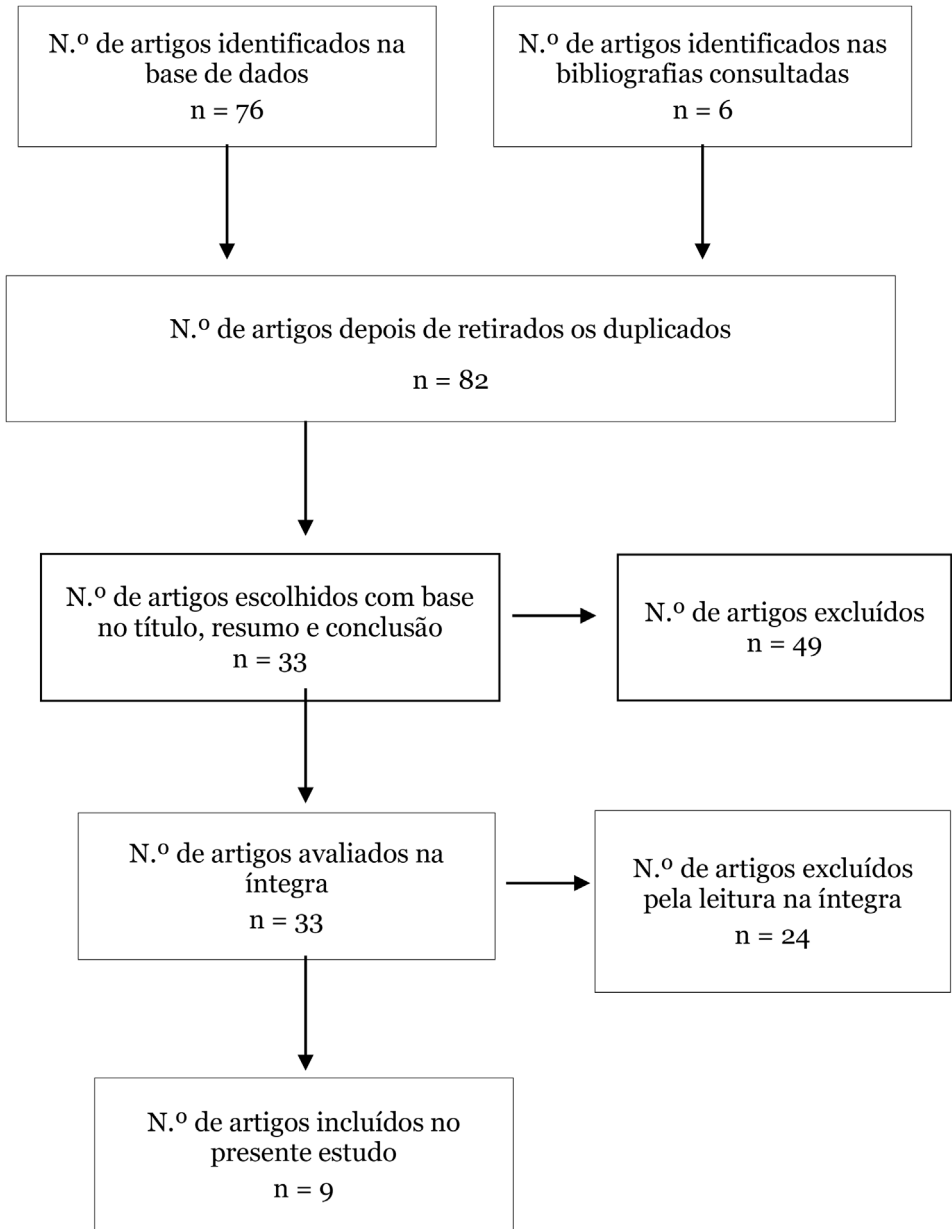 N.º de artigos identificados na
base de dados
n = 76
N.º de artigos identificados nas
bibliografias consultadas
n = 6
N.º de artigos depois de retirados os duplicados
n = 82
N.º de artigos escolhidos com base
no título, resumo e conclusão
n = 33
N.º de artigos excluídos
n = 49
N.º de artigos avaliados na
íntegra
n = 33
N.º de artigos excluídos
pela leitura na íntegra
n = 24
N.º de artigos incluídos no
presente estudo
n = 9